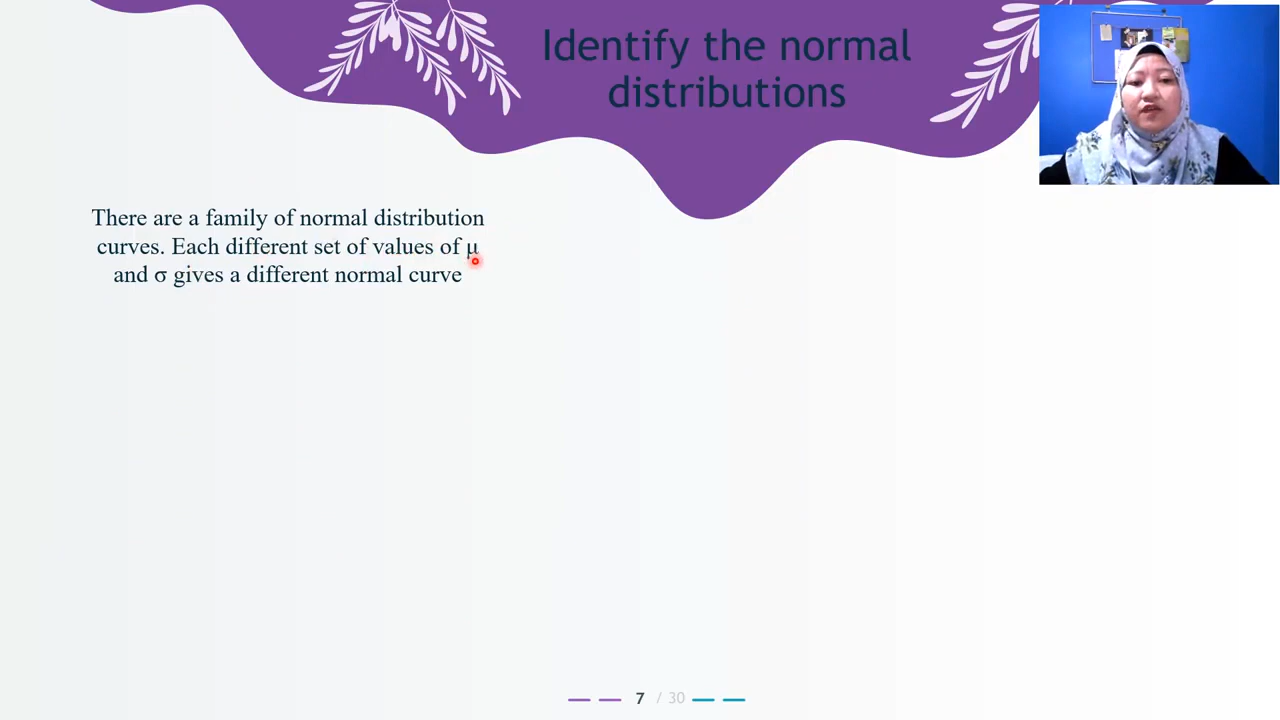 Identify the normal
distributions
There are a family of normal distribution
curves. Each different set of values of μ
and σ gives a different normal curve
7 / 30